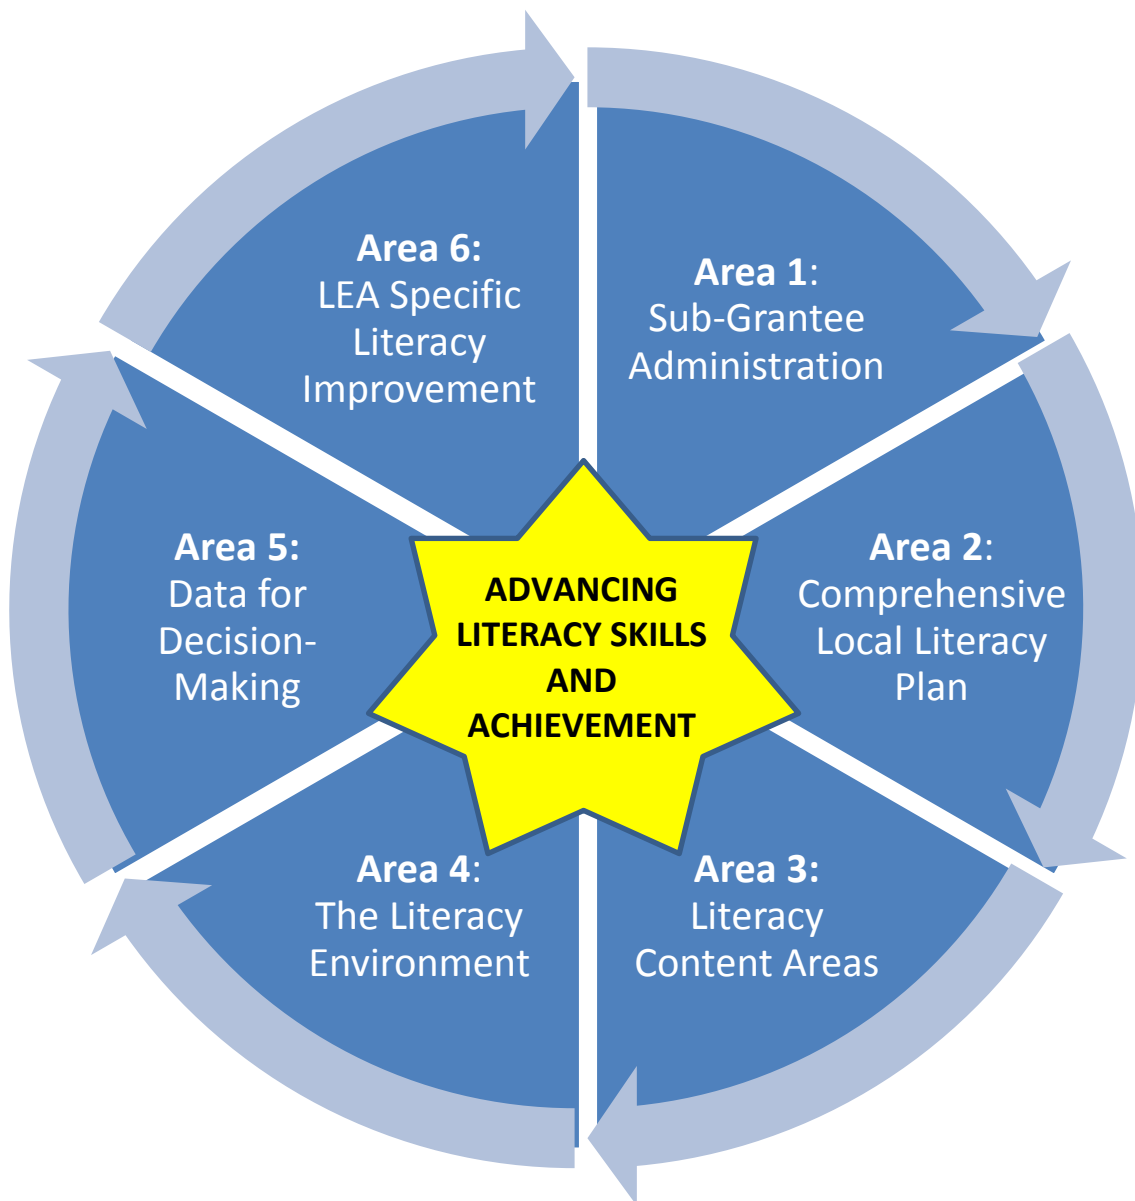 Area 1:
Sub-Grantee
Administration
Area 2:
Comprehensive
Local Literacy
Plan
Area 3:
Literacy
Content Areas
Area 4:
The Literacy
Environment
Area 5:
Data for
Decision-
Making
Area 6:
LEA Specific
Literacy
Improvement
ADVANCING
LITERACY SKILLS
AND
ACHIEVEMENT